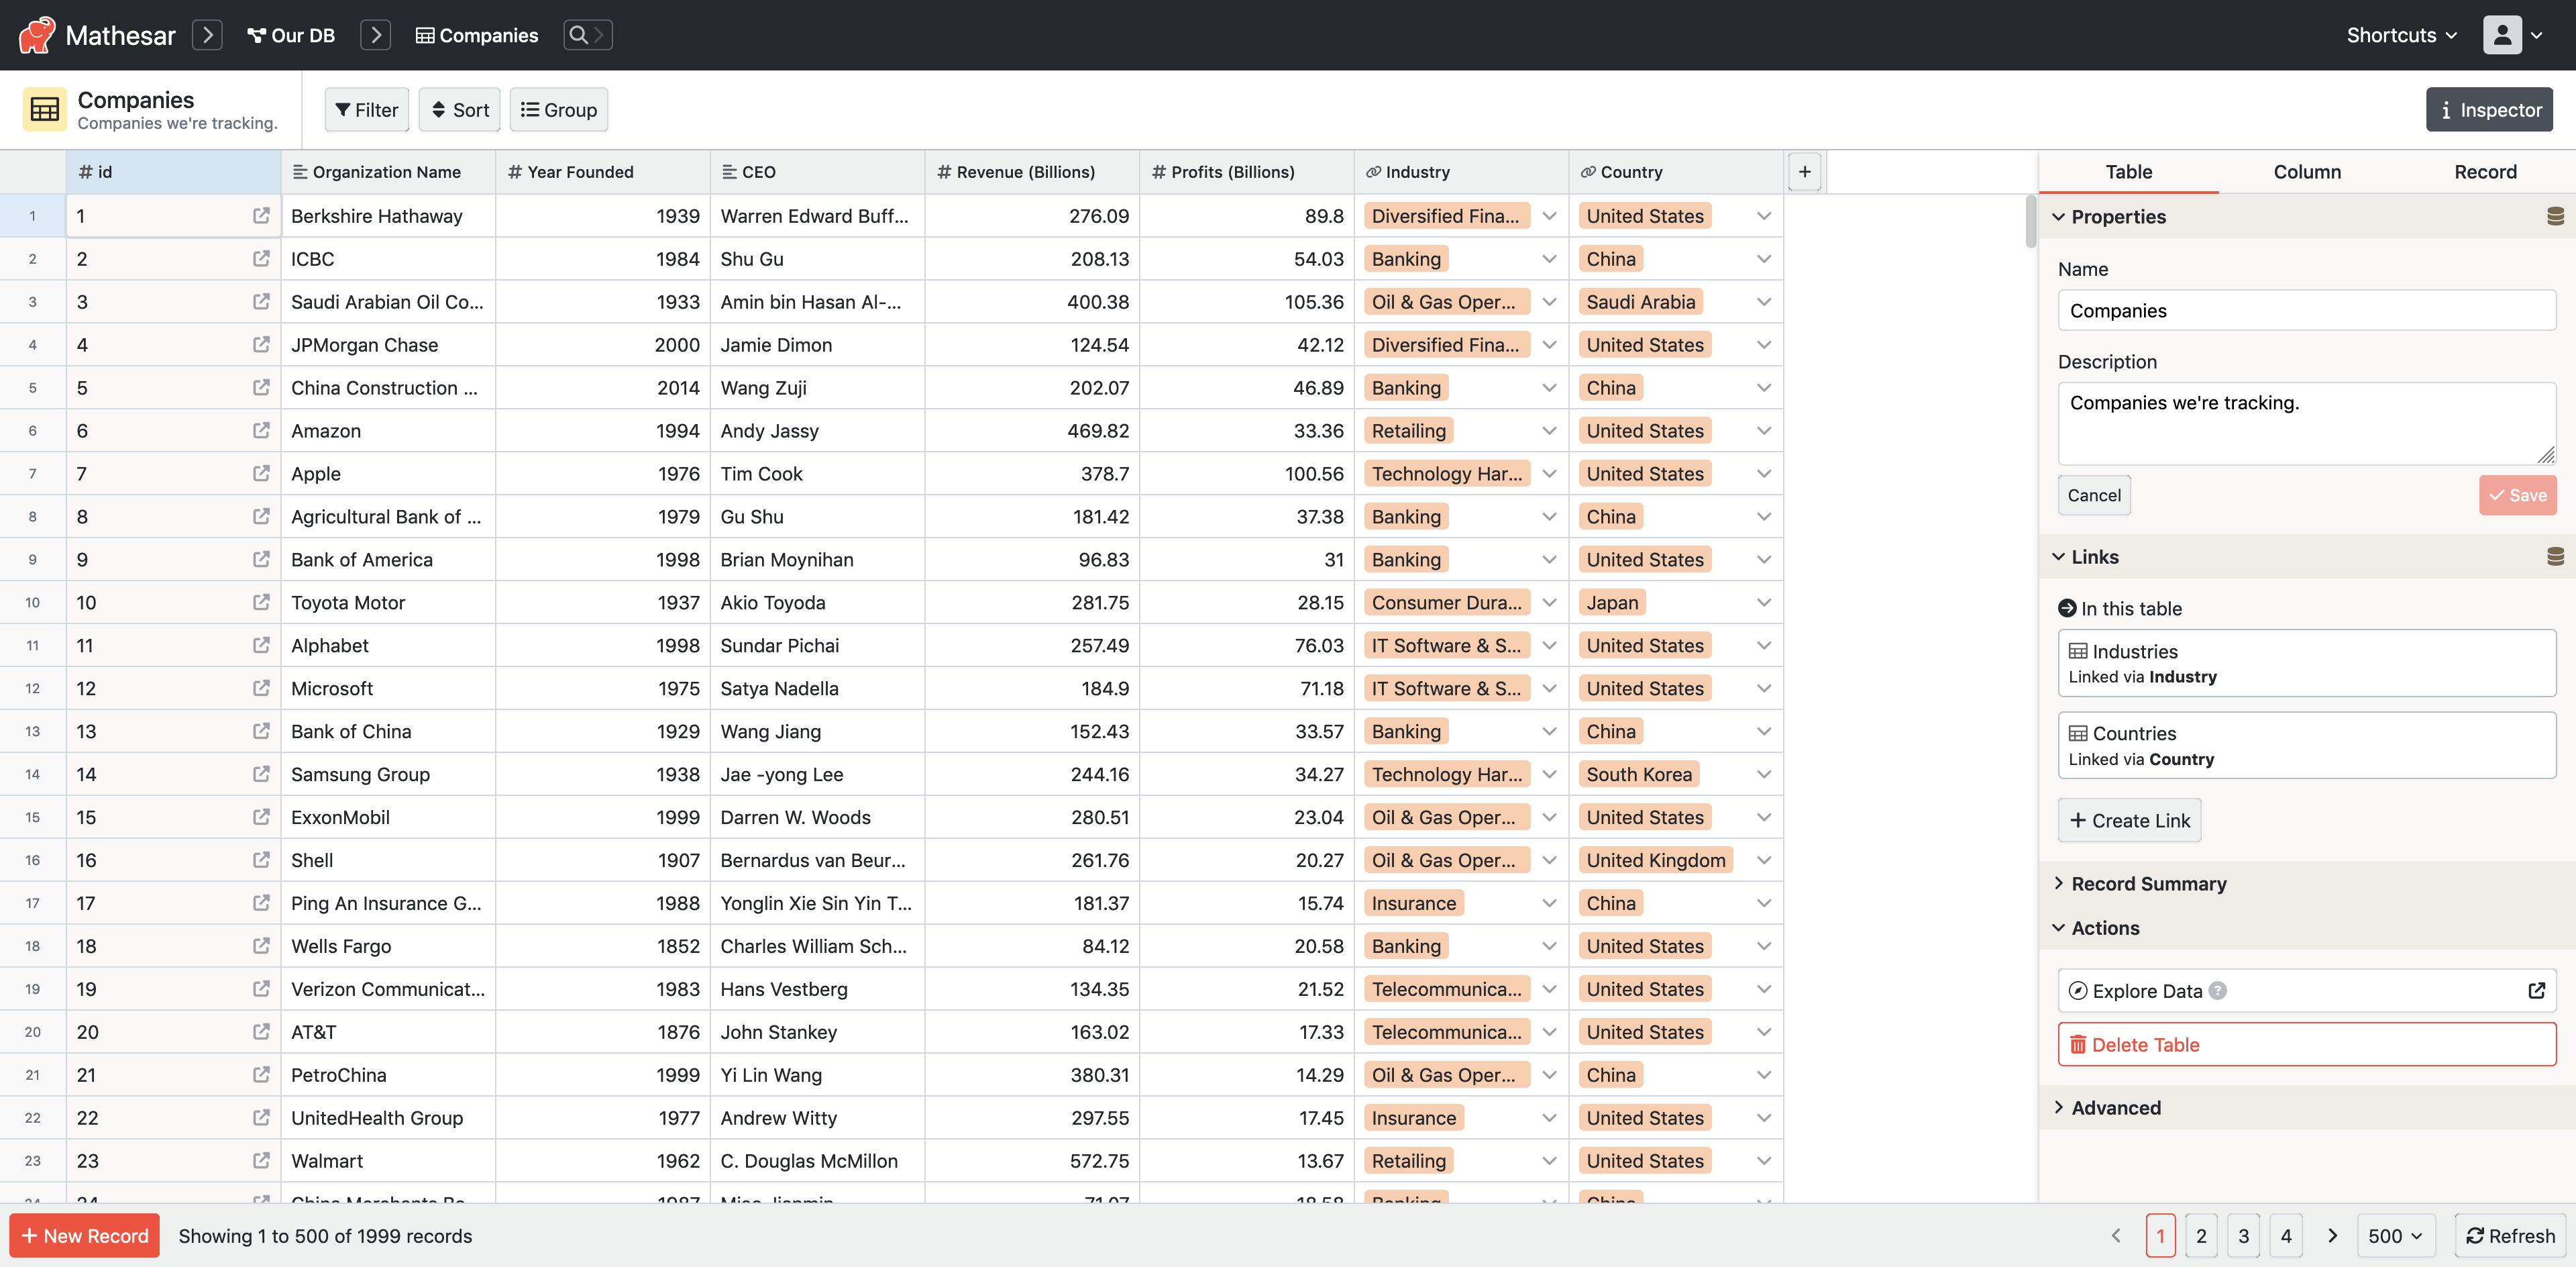 Mathesar Our DB Companies Shortcuts
Companies
Companies we're tracking.
Filter Sort Group Inspector
id Organization Name Year Founded CEO Revenue (Billions) Profits (Billions) Industry Country + Table Column Record
1 1 Berkshire Hathaway 1939 Warren Edward Buff... 276.09 89.8 Diversified Fina... United States
2 2 ICBC 1984 Shu Gu 208.13 54.03 Banking China
3 3 Saudi Arabian Oil Co... 1933 Amin bin Hasan Al-... 400.38 105.36 Oil & Gas Oper... Saudi Arabia
4 4 JPMorgan Chase 2000 Jamie Dimon 124.54 42.12 Diversified Fina... United States
5 5 China Construction ... 2014 Wang Zuji 202.07 46.89 Banking China
6 6 Amazon 1994 Andy Jassy 469.82 33.36 Retailing United States
7 7 Apple 1976 Tim Cook 378.7 100.56 Technology Har... United States
8 8 Agricultural Bank of ... 1979 Gu Shu 181.42 37.38 Banking China
9 9 Bank of America 1998 Brian Moynihan 96.83 31 Banking United States
10 10 Toyota Motor 1937 Akio Toyoda 281.75 28.15 Consumer Dura... Japan
11 11 Alphabet 1998 Sundar Pichai 257.49 76.03 IT Software & S... United States
12 12 Microsoft 1975 Satya Nadella 184.9 71.18 IT Software & S... United States
13 13 Bank of China 1929 Wang Jiang 152.43 33.57 Banking China
14 14 Samsung Group 1938 Jae -yong Lee 244.16 34.27 Technology Har... South Korea
15 15 ExxonMobil 1999 Darren W. Woods 280.51 23.04 Oil & Gas Oper... United States
16 16 Shell 1907 Bernardus van Beur... 261.76 20.27 Oil & Gas Oper... United Kingdom
17 17 Ping An Insurance G... 1988 Yonglin Xie Sin Yin T... 181.37 15.74 Insurance China
18 18 Wells Fargo 1852 Charles William Sch... 84.12 20.58 Banking United States
19 19 Verizon Communicat... 1983 Hans Vestberg 134.35 21.52 Telecommunica... United States
20 20 AT&T 1876 John Stankey 163.02 17.33 Telecommunica... United States
21 21 PetroChina 1999 Yi Lin Wang 380.31 14.29 Oil & Gas Oper... China
22 22 UnitedHealth Group 1977 Andrew Witty 297.55 17.45 Insurance United States
23 23 Walmart 1962 C. Douglas McMillon 572.75 13.67 Retailing United States
Properties
Name
Companies
Description
Companies we're tracking.
Cancel Save
Links
In this table
Industries
Linked via Industry
Countries
Linked via Country
+ Create Link
Record Summary
Actions
Explore Data ?
Delete Table
Advanced
+ New Record Showing 1 to 500 of 1999 records 1 2 3 4 500 Refresh